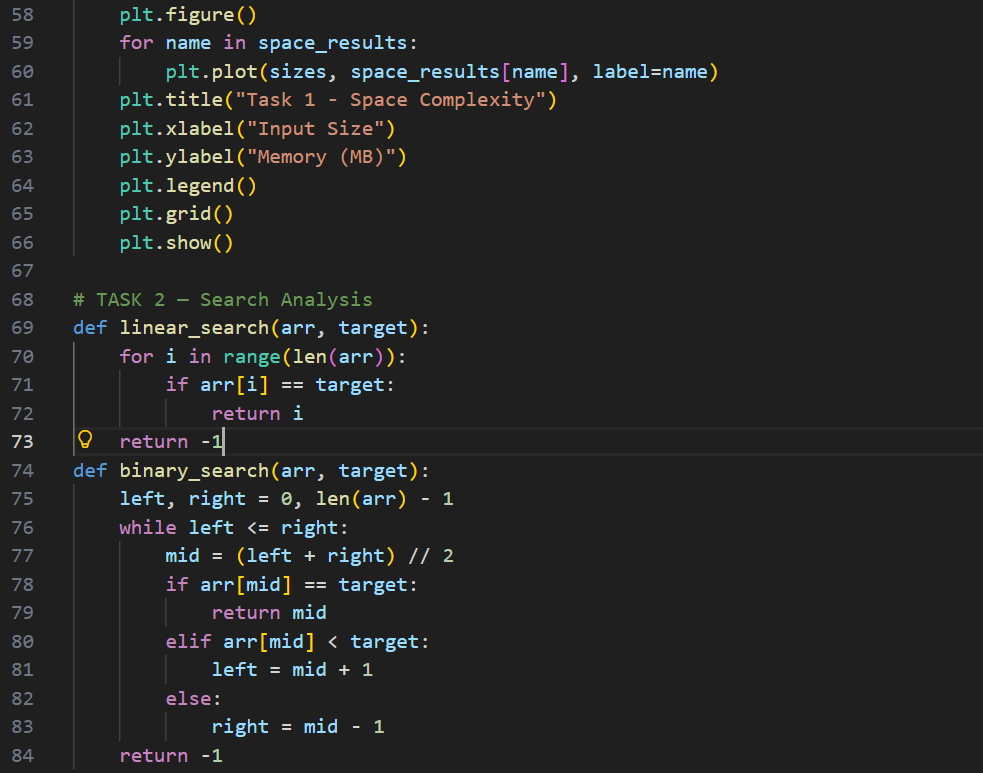 58 plt.figure()
59 for name in space_results:
60 plt.plot(sizes, space_results[name], label=name)
61 plt.title("Task 1 - Space Complexity")
62 plt.xlabel("Input Size")
63 plt.ylabel("Memory (MB)")
64 plt.legend()
65 plt.grid()
66 plt.show()
67
68 # TASK 2 — Search Analysis
69 def linear_search(arr, target):
70 for i in range(len(arr)):
71 if arr[i] == target:
72 return i
73 return -1
74 def binary_search(arr, target):
75 left, right = 0, len(arr) - 1
76 while left <= right:
77 mid = (left + right) // 2
78 if arr[mid] == target:
79 return mid
80 elif arr[mid] < target:
81 left = mid + 1
82 else:
83 right = mid - 1
84 return -1